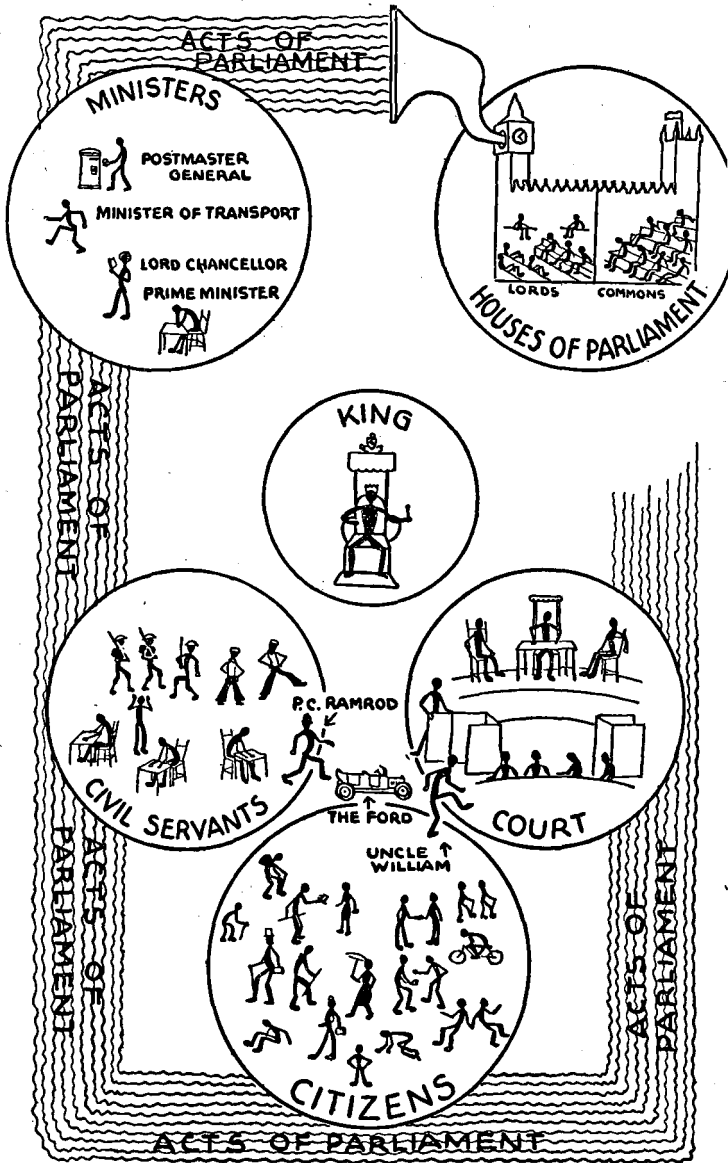 ACTS OF
PARLIAMENT
MINISTERS
POSTMASTER
GENERAL
MINISTER OF TRANSPORT
LORD CHANCELLOR
PRIME MINISTER
LORDS COMMONS
HOUSES OF PARLIAMENT
ACTS OF
PARLIAMENT
KING
P.C. RAMROD
CIVIL SERVANTS
THE FORD
COURT
UNCLE
WILLIAM
ACTS OF
PARLIAMENT
ACTS OF
PARLIAMENT
CITIZENS
ACTS OF PARLIAMENT